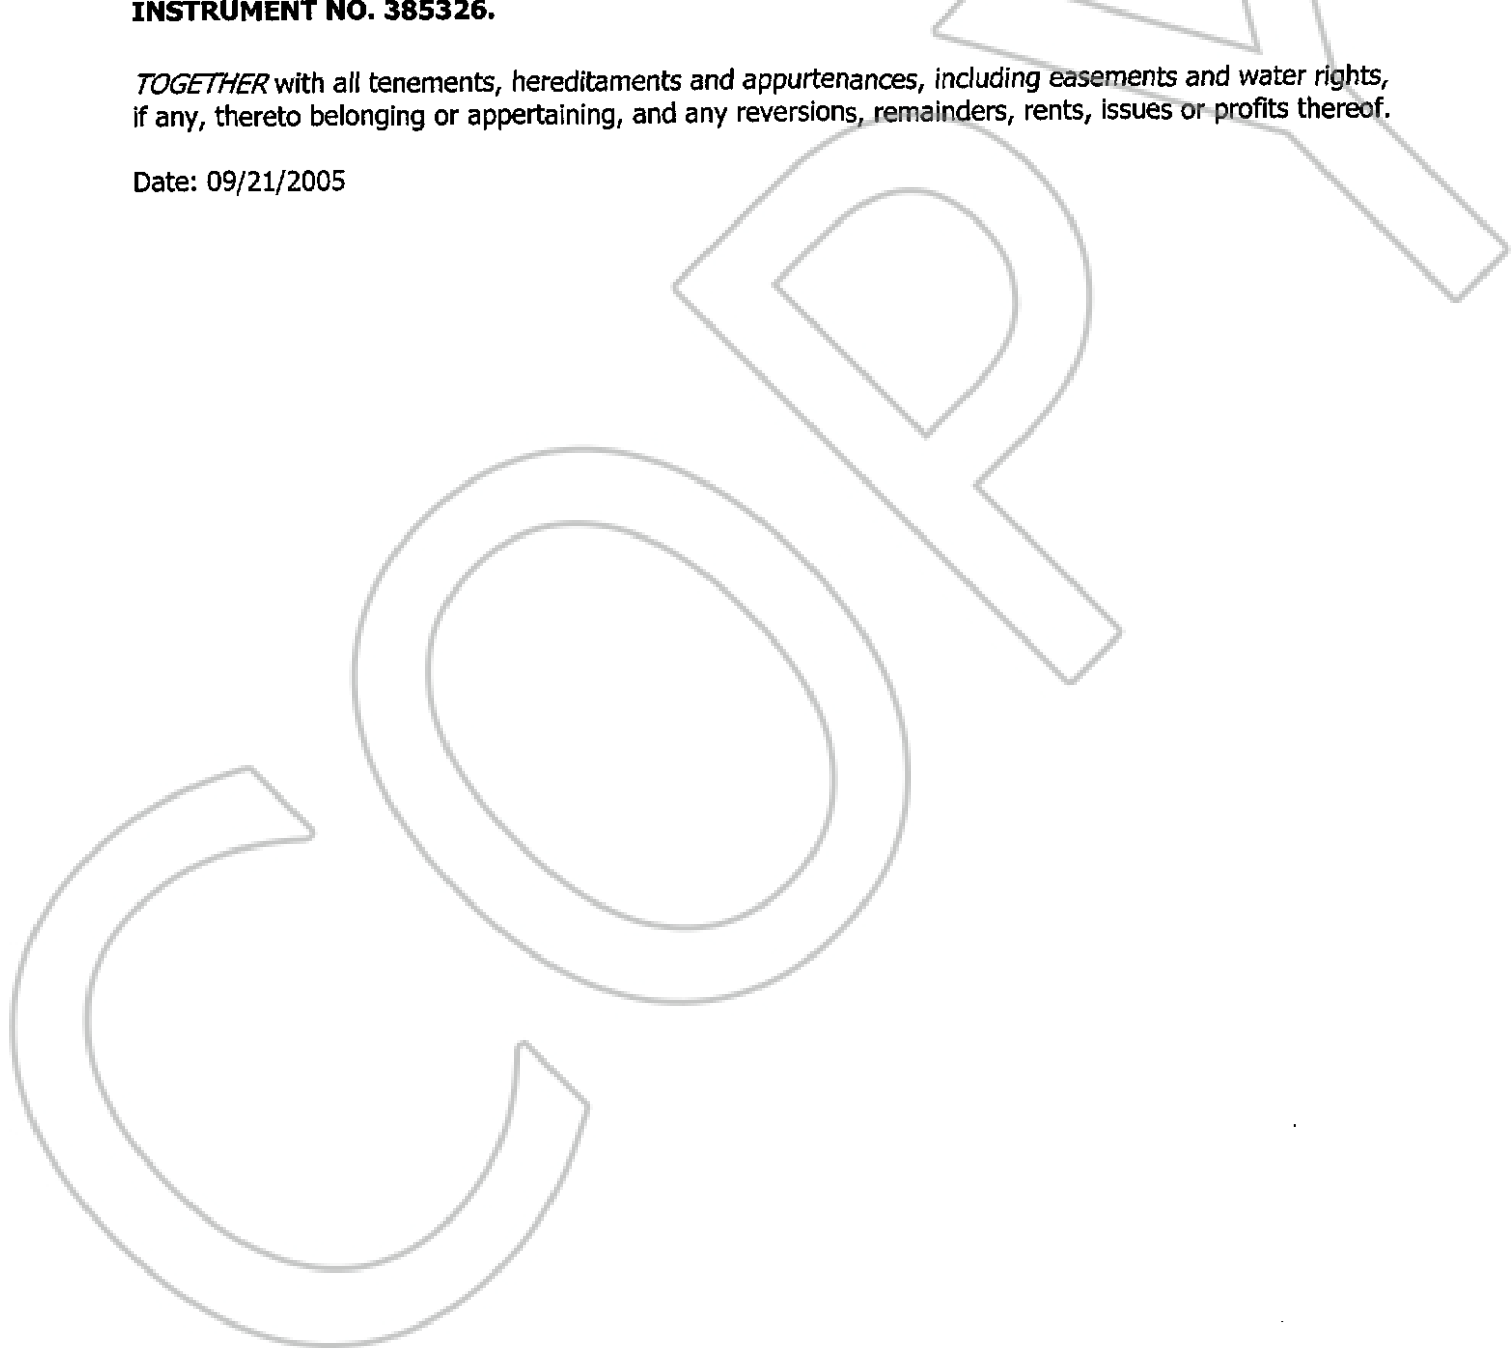 INSTRUMENT NO. 385326.
TOGETHER with all tenements, hereditaments and appurtenances, including easements and water rights,
if any, thereto belonging or appertaining, and any reversions, remainders, rents, issues or profits thereof.
Date: 09/21/2005
COPY